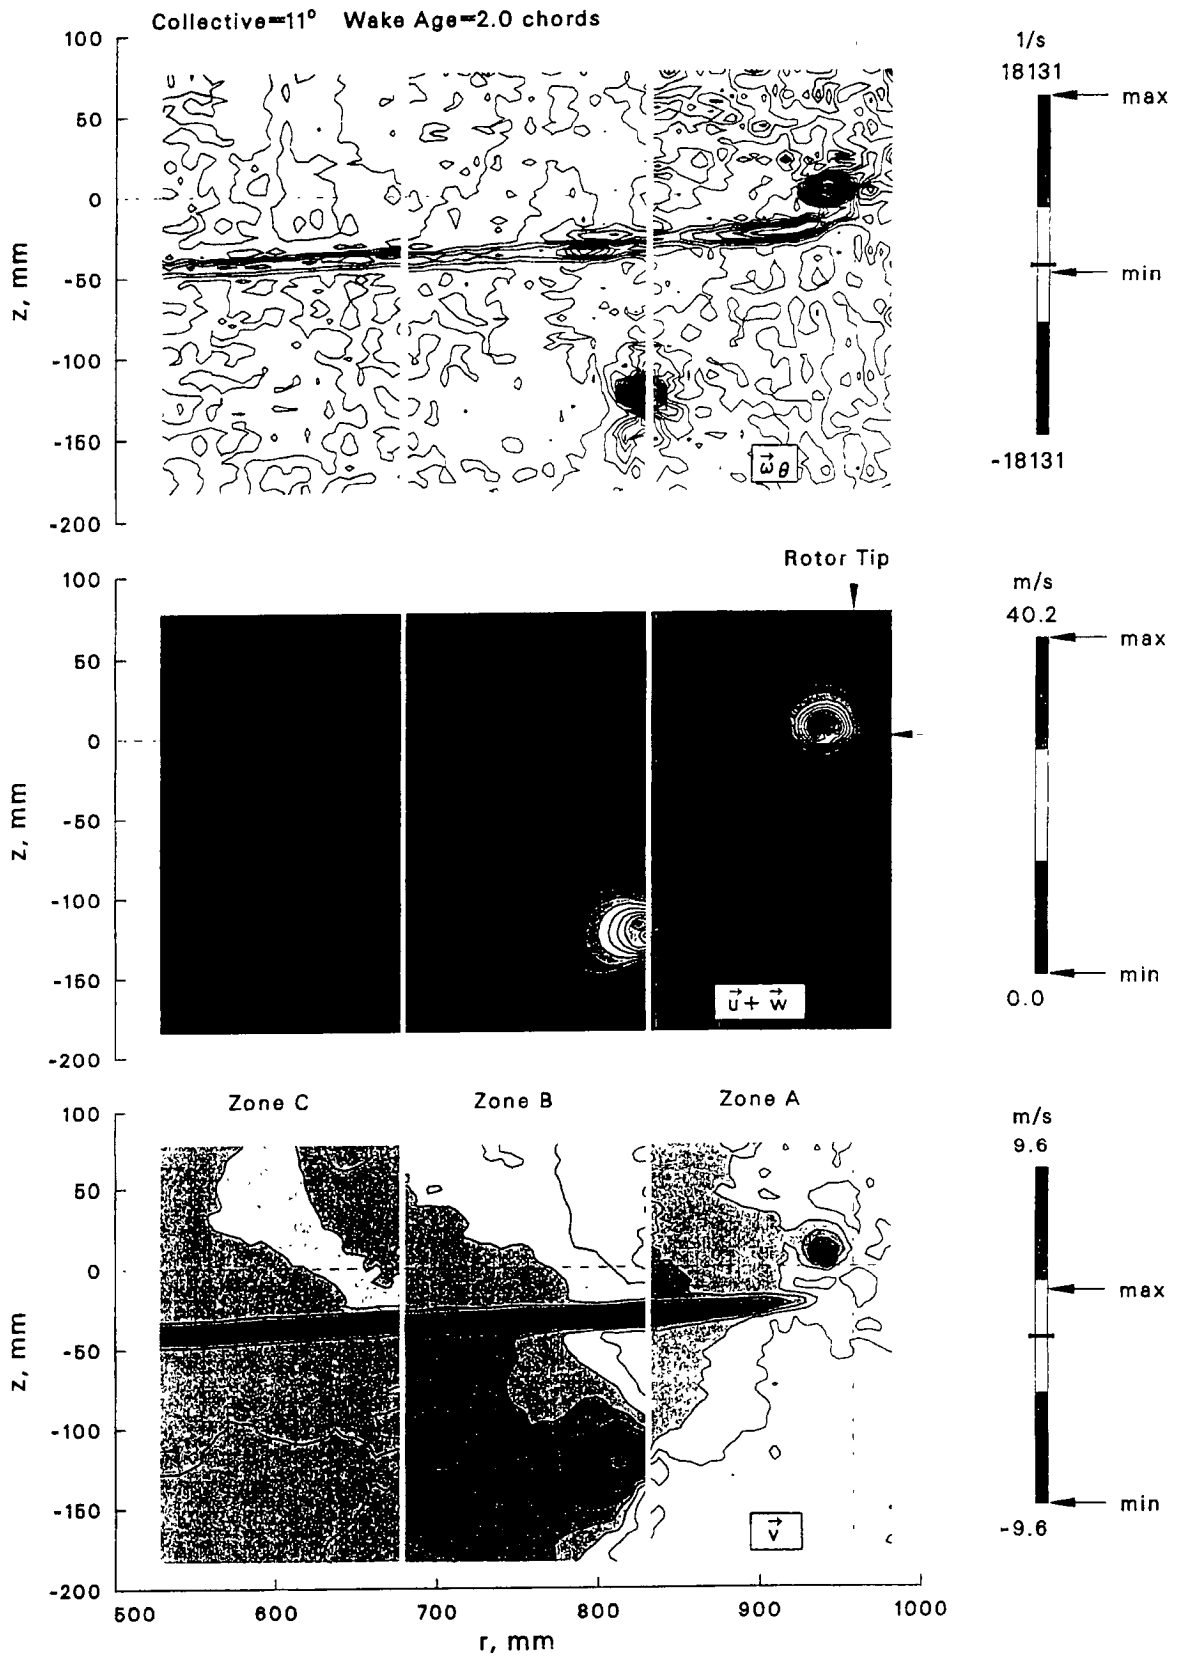 Collective=11° Wake Age=2.0 chords
100
50
0
-50
-100
-150
-200
z, mm
ω⃗ θ
1/s
18131
max
min
-18131
Rotor Tip
100
50
0
-50
-100
-150
-200
z, mm
u⃗ + w⃗
m/s
40.2
max
min
0.0
Zone C Zone B Zone A
100
50
0
-50
-100
-150
-200
z, mm
v⃗
m/s
9.6
max
min
-9.6
500 600 700 800 900 1000
r, mm